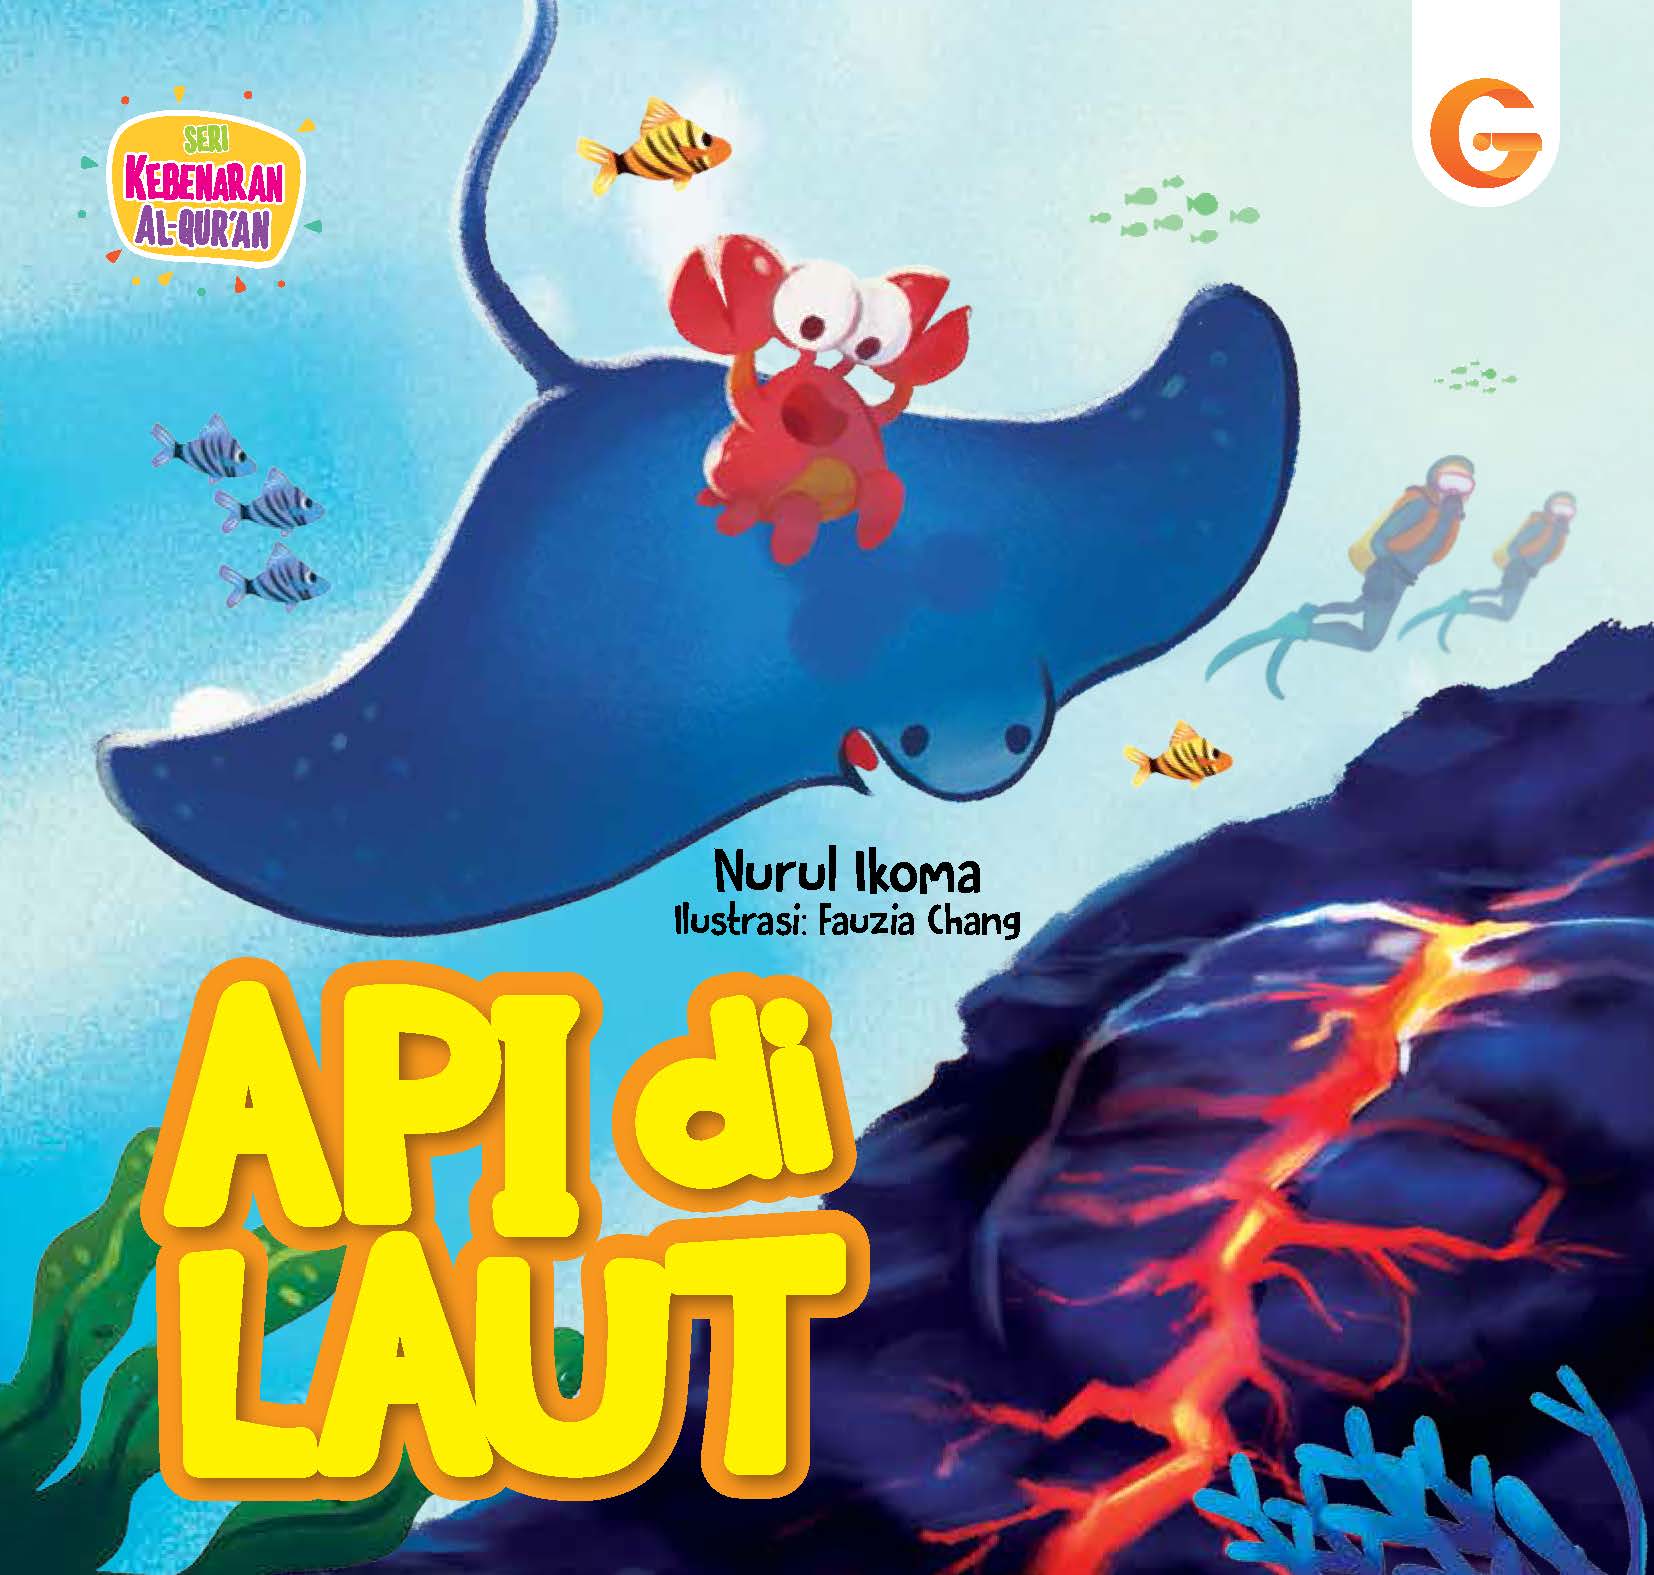 SERI
KEBENARAN
AL-QUR'AN
G
Nurul Ikoma
Ilustrasi: Fauzia Chang
API di
LAUT